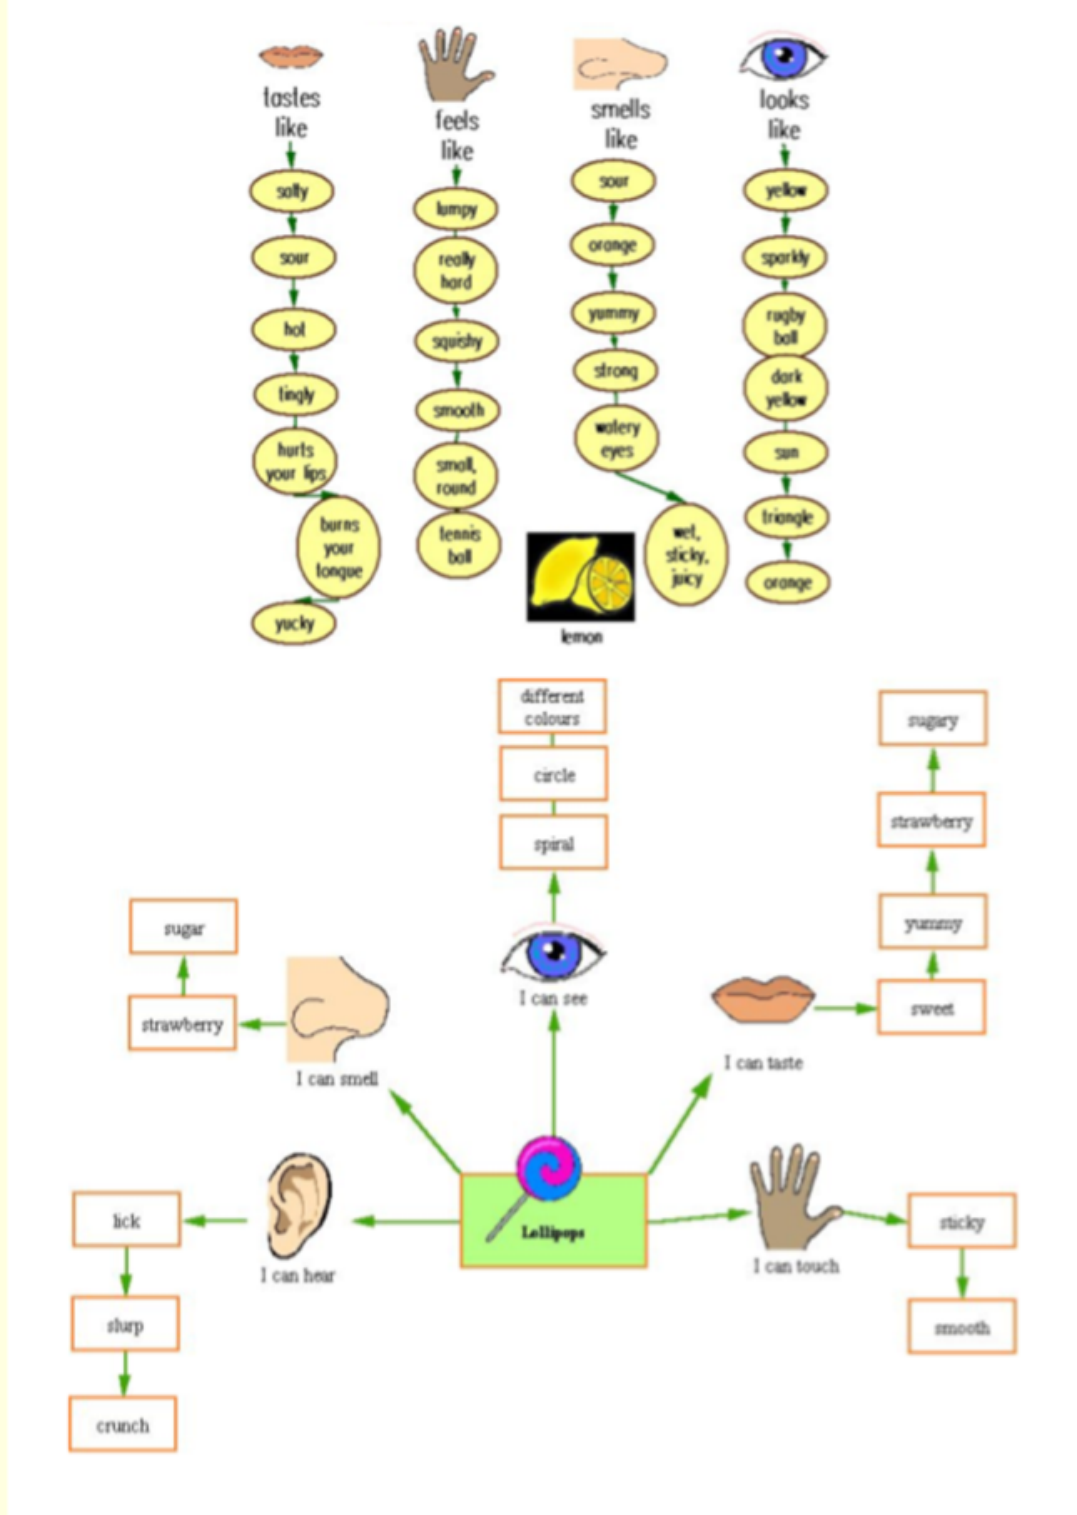 tastes
like
salty
sour
hot
tingly
hurts
your lips
burns
your
tongue
yucky
feels
like
lumpy
really
hard
squishy
smooth
small,
round
tennis
ball
smells
like
sour
orange
yummy
strong
watery
eyes
wet,
sticky,
juicy
looks
like
yellow
sparkly
rugby
ball
dark
yellow
sun
triangle
orange
lemon
different
colours
circle
spiral
I can see
sugary
strawberry
yummy
sweet
I can taste
sugar
strawberry
I can smell
Lollipops
lick
slurp
crunch
I can hear
I can touch
sticky
smooth